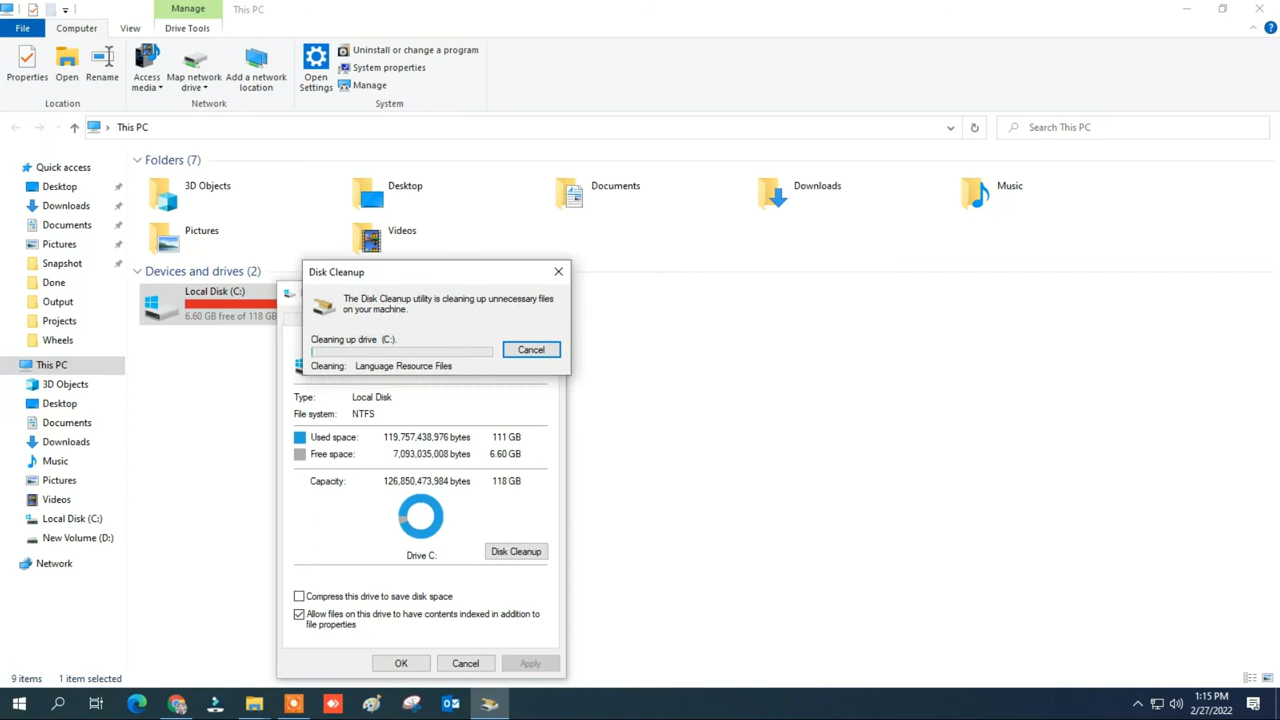 Manage
This PC
File
Computer
View
Drive Tools
Properties
Open
Rename
Access media
Map network drive
Add a network location
Open Settings
Uninstall or change a program
System properties
Manage
Location
Network
System
This PC
Search This PC
Quick access
Desktop
Downloads
Documents
Pictures
Snapshot
Done
Output
Projects
Wheels
This PC
3D Objects
Desktop
Documents
Downloads
Music
Pictures
Videos
Local Disk (C:)
New Volume (D:)
Network
Folders (7)
3D Objects
Desktop
Documents
Downloads
Music
Pictures
Videos
Devices and drives (2)
Local Disk (C:)
6.60 GB free of 118 GB
Disk Cleanup
The Disk Cleanup utility is cleaning up unnecessary files
on your machine.
Cleaning up drive (C:).
Cancel
Cleaning: Language Resource Files
Type: Local Disk
File system: NTFS
Used space: 119,757,438,976 bytes 111 GB
Free space: 7,093,035,008 bytes 6.60 GB
Capacity: 126,850,473,984 bytes 118 GB
Drive C:
Disk Cleanup
Compress this drive to save disk space
Allow files on this drive to have contents indexed in addition to
file properties
OK
Cancel
Apply
9 items
1 item selected
1:15 PM
2/27/2022